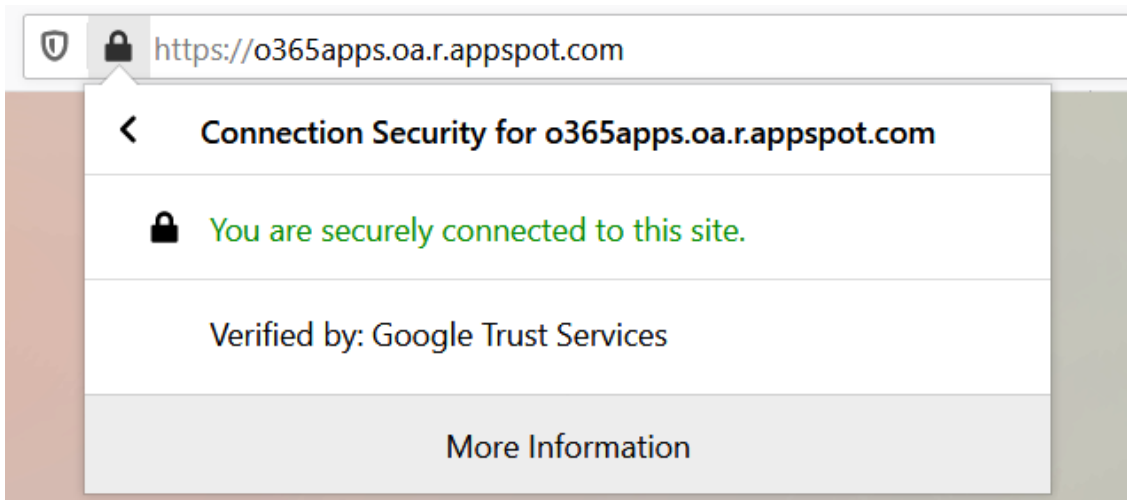 https://o365apps.oa.r.appspot.com
Connection Security for o365apps.oa.r.appspot.com
You are securely connected to this site.
Verified by: Google Trust Services
More Information